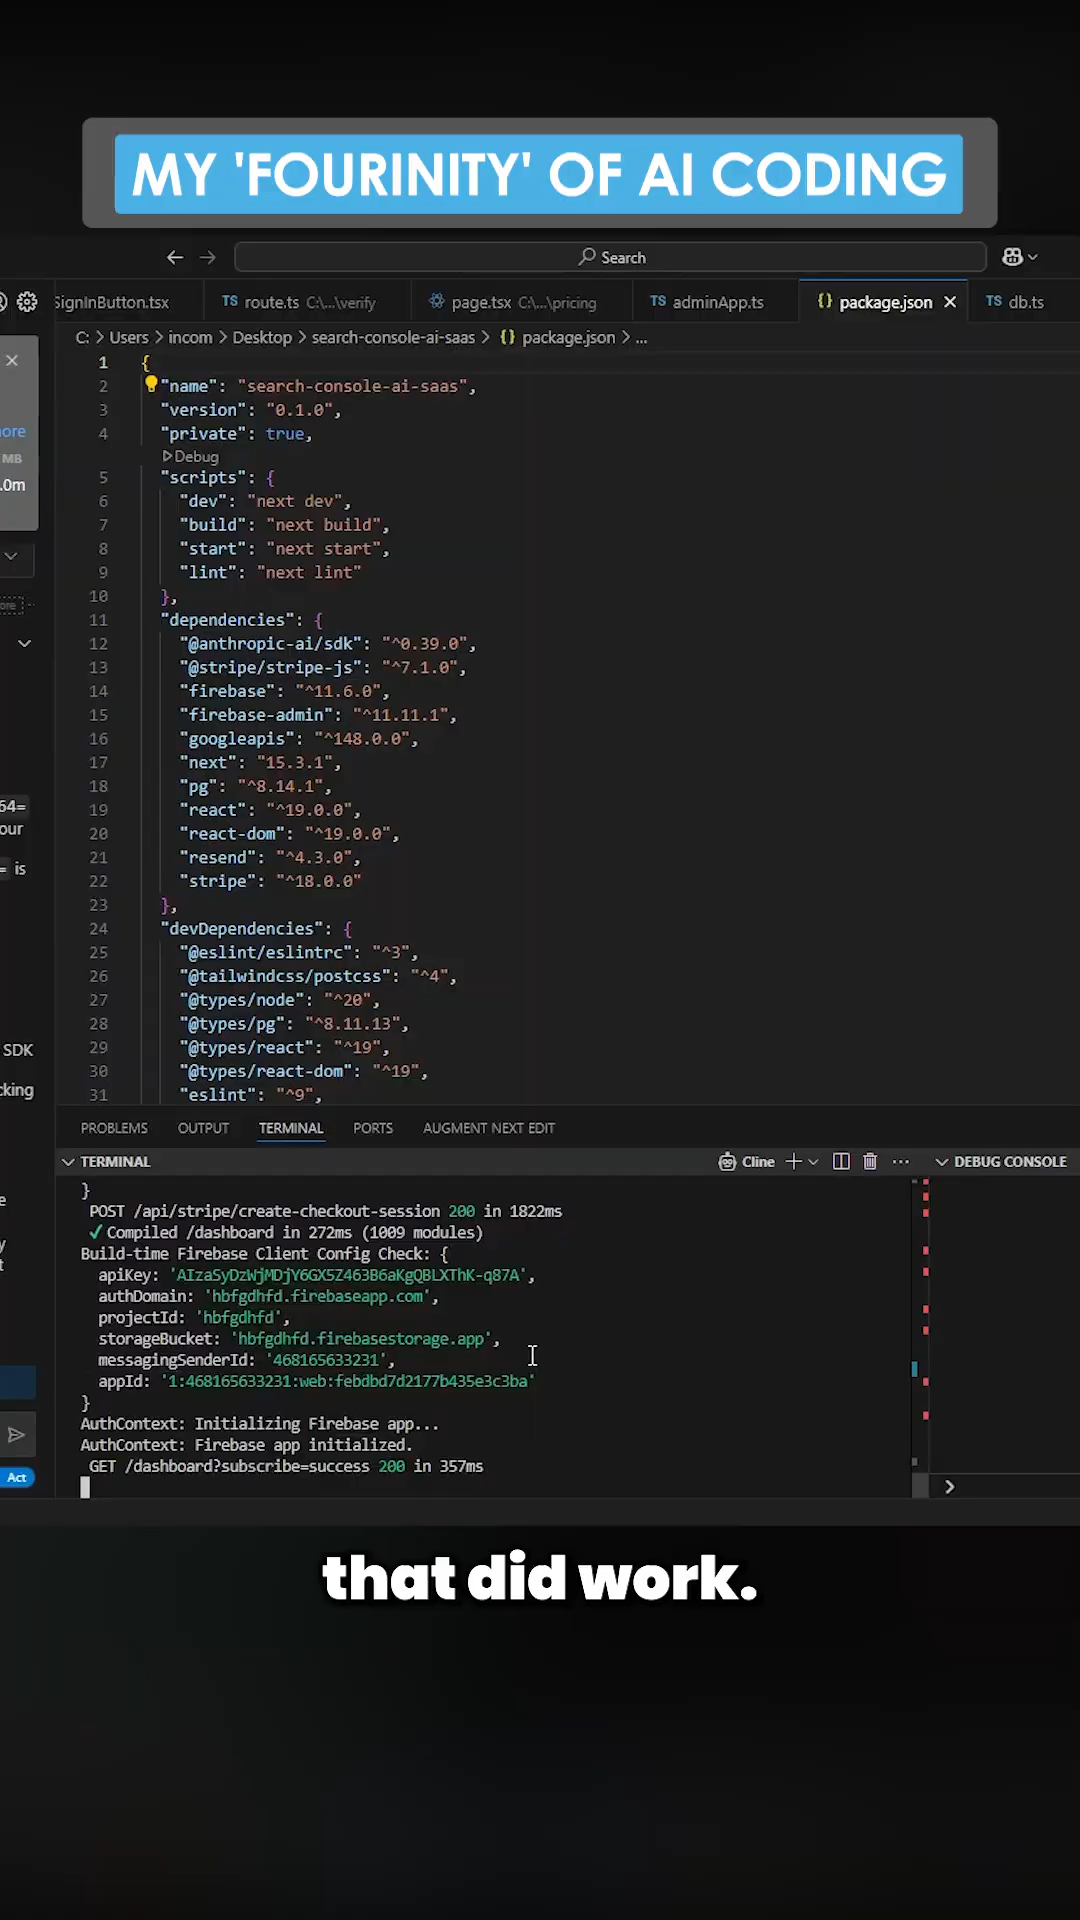 MY 'FOURINITY' OF AI CODING
Search
SignInButton.tsx
TS route.ts C:\...\verify
page.tsx C:\...\pricing
TS adminApp.ts
{} package.json
TS db.ts
C: > Users > incom > Desktop > search-console-ai-saas > {} package.json > ...
ore
MB
.0m
1 {
2 "name": "search-console-ai-saas",
3 "version": "0.1.0",
4 "private": true,
Debug
5 "scripts": {
6 "dev": "next dev",
7 "build": "next build",
8 "start": "next start",
9 "lint": "next lint"
10 },
11 "dependencies": {
12 "@anthropic-ai/sdk": "^0.39.0",
13 "@stripe/stripe-js": "^7.1.0",
14 "firebase": "^11.6.0",
15 "firebase-admin": "^11.11.1",
16 "googleapis": "^148.0.0",
17 "next": "15.3.1",
18 "pg": "^8.14.1",
19 "react": "^19.0.0",
20 "react-dom": "^19.0.0",
21 "resend": "^4.3.0",
22 "stripe": "^18.0.0"
23 },
24 "devDependencies": {
25 "@eslint/eslintrc": "^3",
26 "@tailwindcss/postcss": "^4",
27 "@types/node": "^20",
28 "@types/pg": "^8.11.13",
29 "@types/react": "^19",
30 "@types/react-dom": "^19",
31 "eslint": "^9",
64=
our
= is
SDK
cking
e
y
t
Act
PROBLEMS OUTPUT TERMINAL PORTS AUGMENT NEXT EDIT
TERMINAL
Cline
DEBUG CONSOLE
}
POST /api/stripe/create-checkout-session 200 in 1822ms
✓ Compiled /dashboard in 272ms (1009 modules)
Build-time Firebase Client Config Check: {
apiKey: 'AIzaSyDzWjMDjY6GX5Z463B6aKgQBLXThK-q87A',
authDomain: 'hbfgdhfd.firebaseapp.com',
projectId: 'hbfgdhfd',
storageBucket: 'hbfgdhfd.firebasestorage.app',
messagingSenderId: '468165633231',
appId: '1:468165633231:web:febdbd7d2177b435e3c3ba'
}
AuthContext: Initializing Firebase app...
AuthContext: Firebase app initialized.
GET /dashboard?subscribe=success 200 in 357ms
that did work.